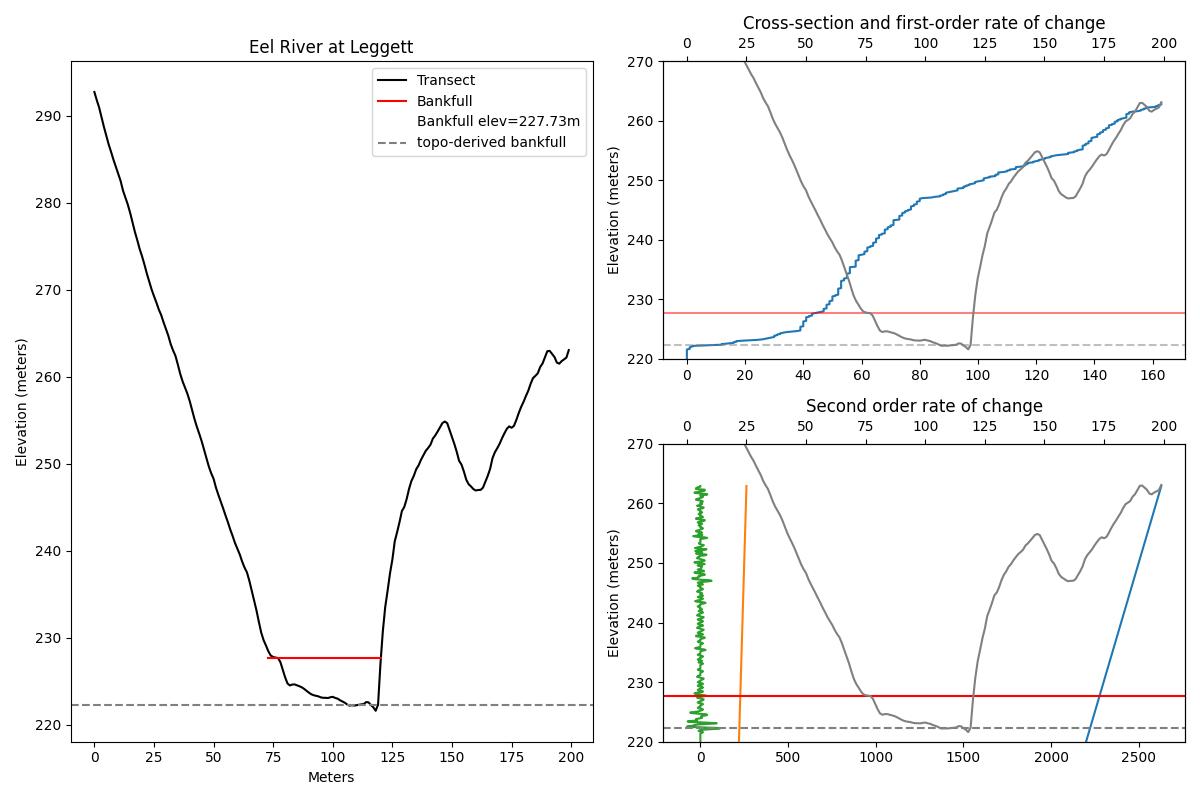 Eel River at Leggett
Transect
Bankfull
Bankfull elev=227.73m
topo-derived bankfull
290
280
270
260
250
240
230
220
Elevation (meters)
0 25 50 75 100 125 150 175 200
Meters
Cross-section and first-order rate of change
0 25 50 75 100 125 150 175 200
270
260
250
240
230
220
Elevation (meters)
0 20 40 60 80 100 120 140 160
Second order rate of change
0 25 50 75 100 125 150 175 200
270
260
250
240
230
220
Elevation (meters)
0 500 1000 1500 2000 2500